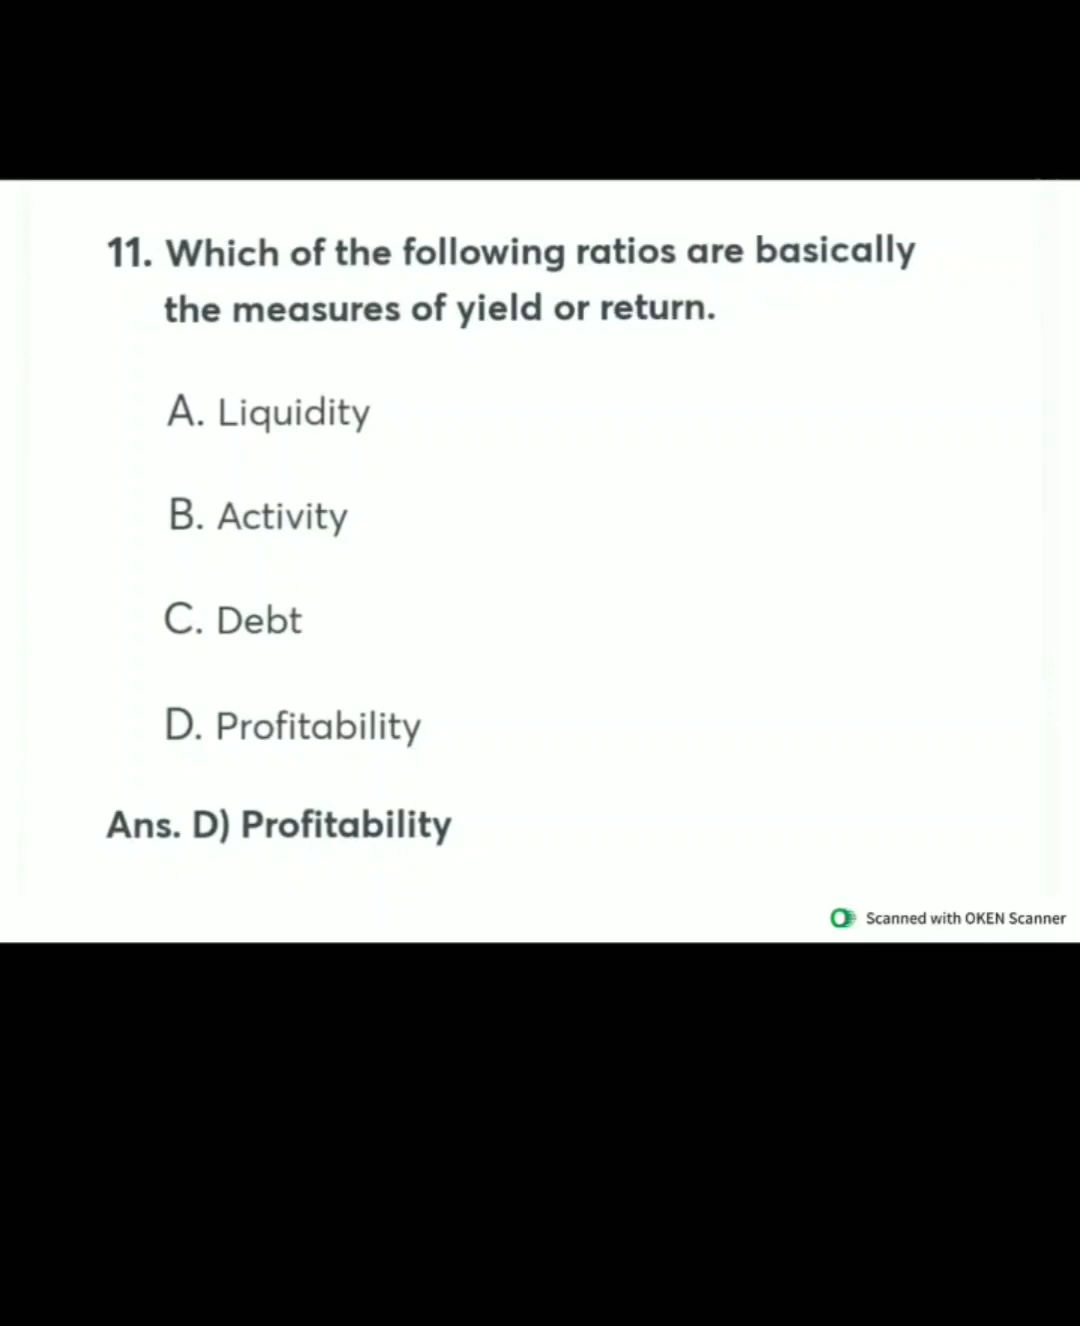 11. Which of the following ratios are basically
the measures of yield or return.
A. Liquidity
B. Activity
C. Debt
D. Profitability
Ans. D) Profitability
Scanned with OKEN Scanner